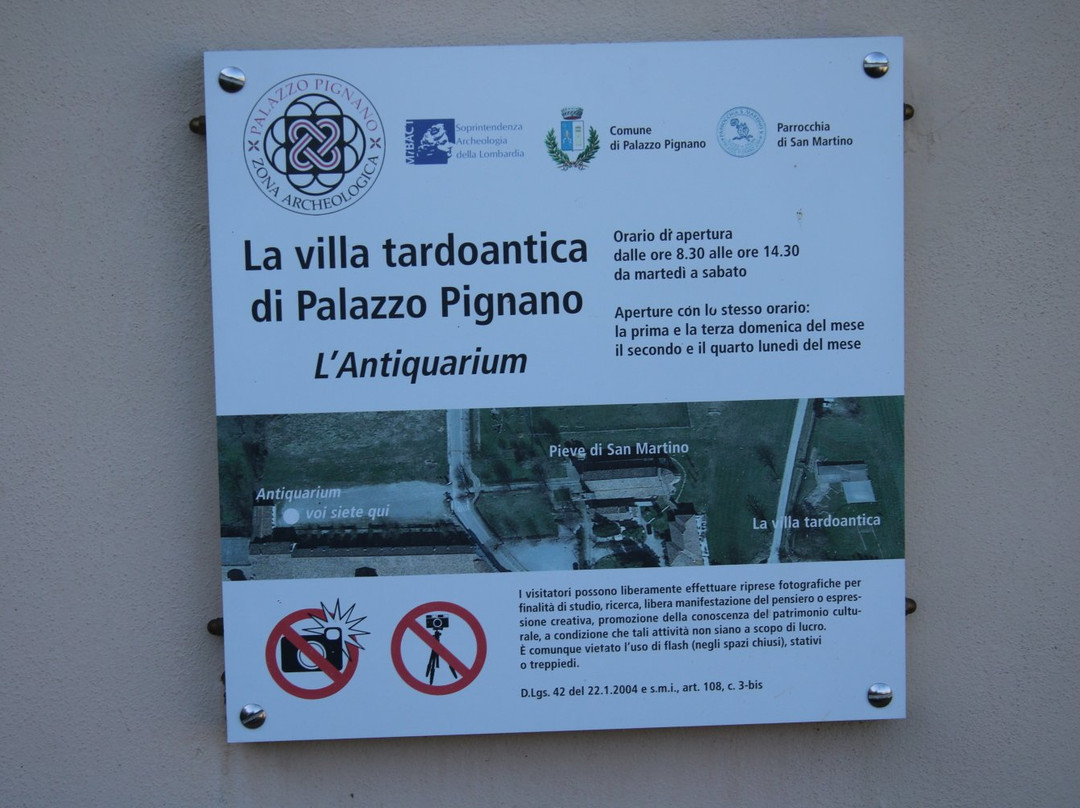 PALAZZO PIGNANO
ZONA ARCHEOLOGICA
MiBACT
Soprintendenza
Archeologia
della Lombardia
Comune
di Palazzo Pignano
Parrocchia
di San Martino
La villa tardoantica
di Palazzo Pignano
L'Antiquarium
Orario di apertura
dalle ore 8.30 alle ore 14.30
da martedì a sabato
Aperture con lo stesso orario:
la prima e la terza domenica del mese
il secondo e il quarto lunedì del mese
Pieve di San Martino
Antiquarium
voi siete qui
La villa tardoantica
I visitatori possono liberamente effettuare riprese fotografiche per
finalità di studio, ricerca, libera manifestazione del pensiero o espres-
sione creativa, promozione della conoscenza del patrimonio cultu-
rale, a condizione che tali attività non siano a scopo di lucro.
È comunque vietato l'uso di flash (negli spazi chiusi), stativi
o treppiedi.
D.Lgs. 42 del 22.1.2004 e s.m.i., art. 108, c. 3-bis